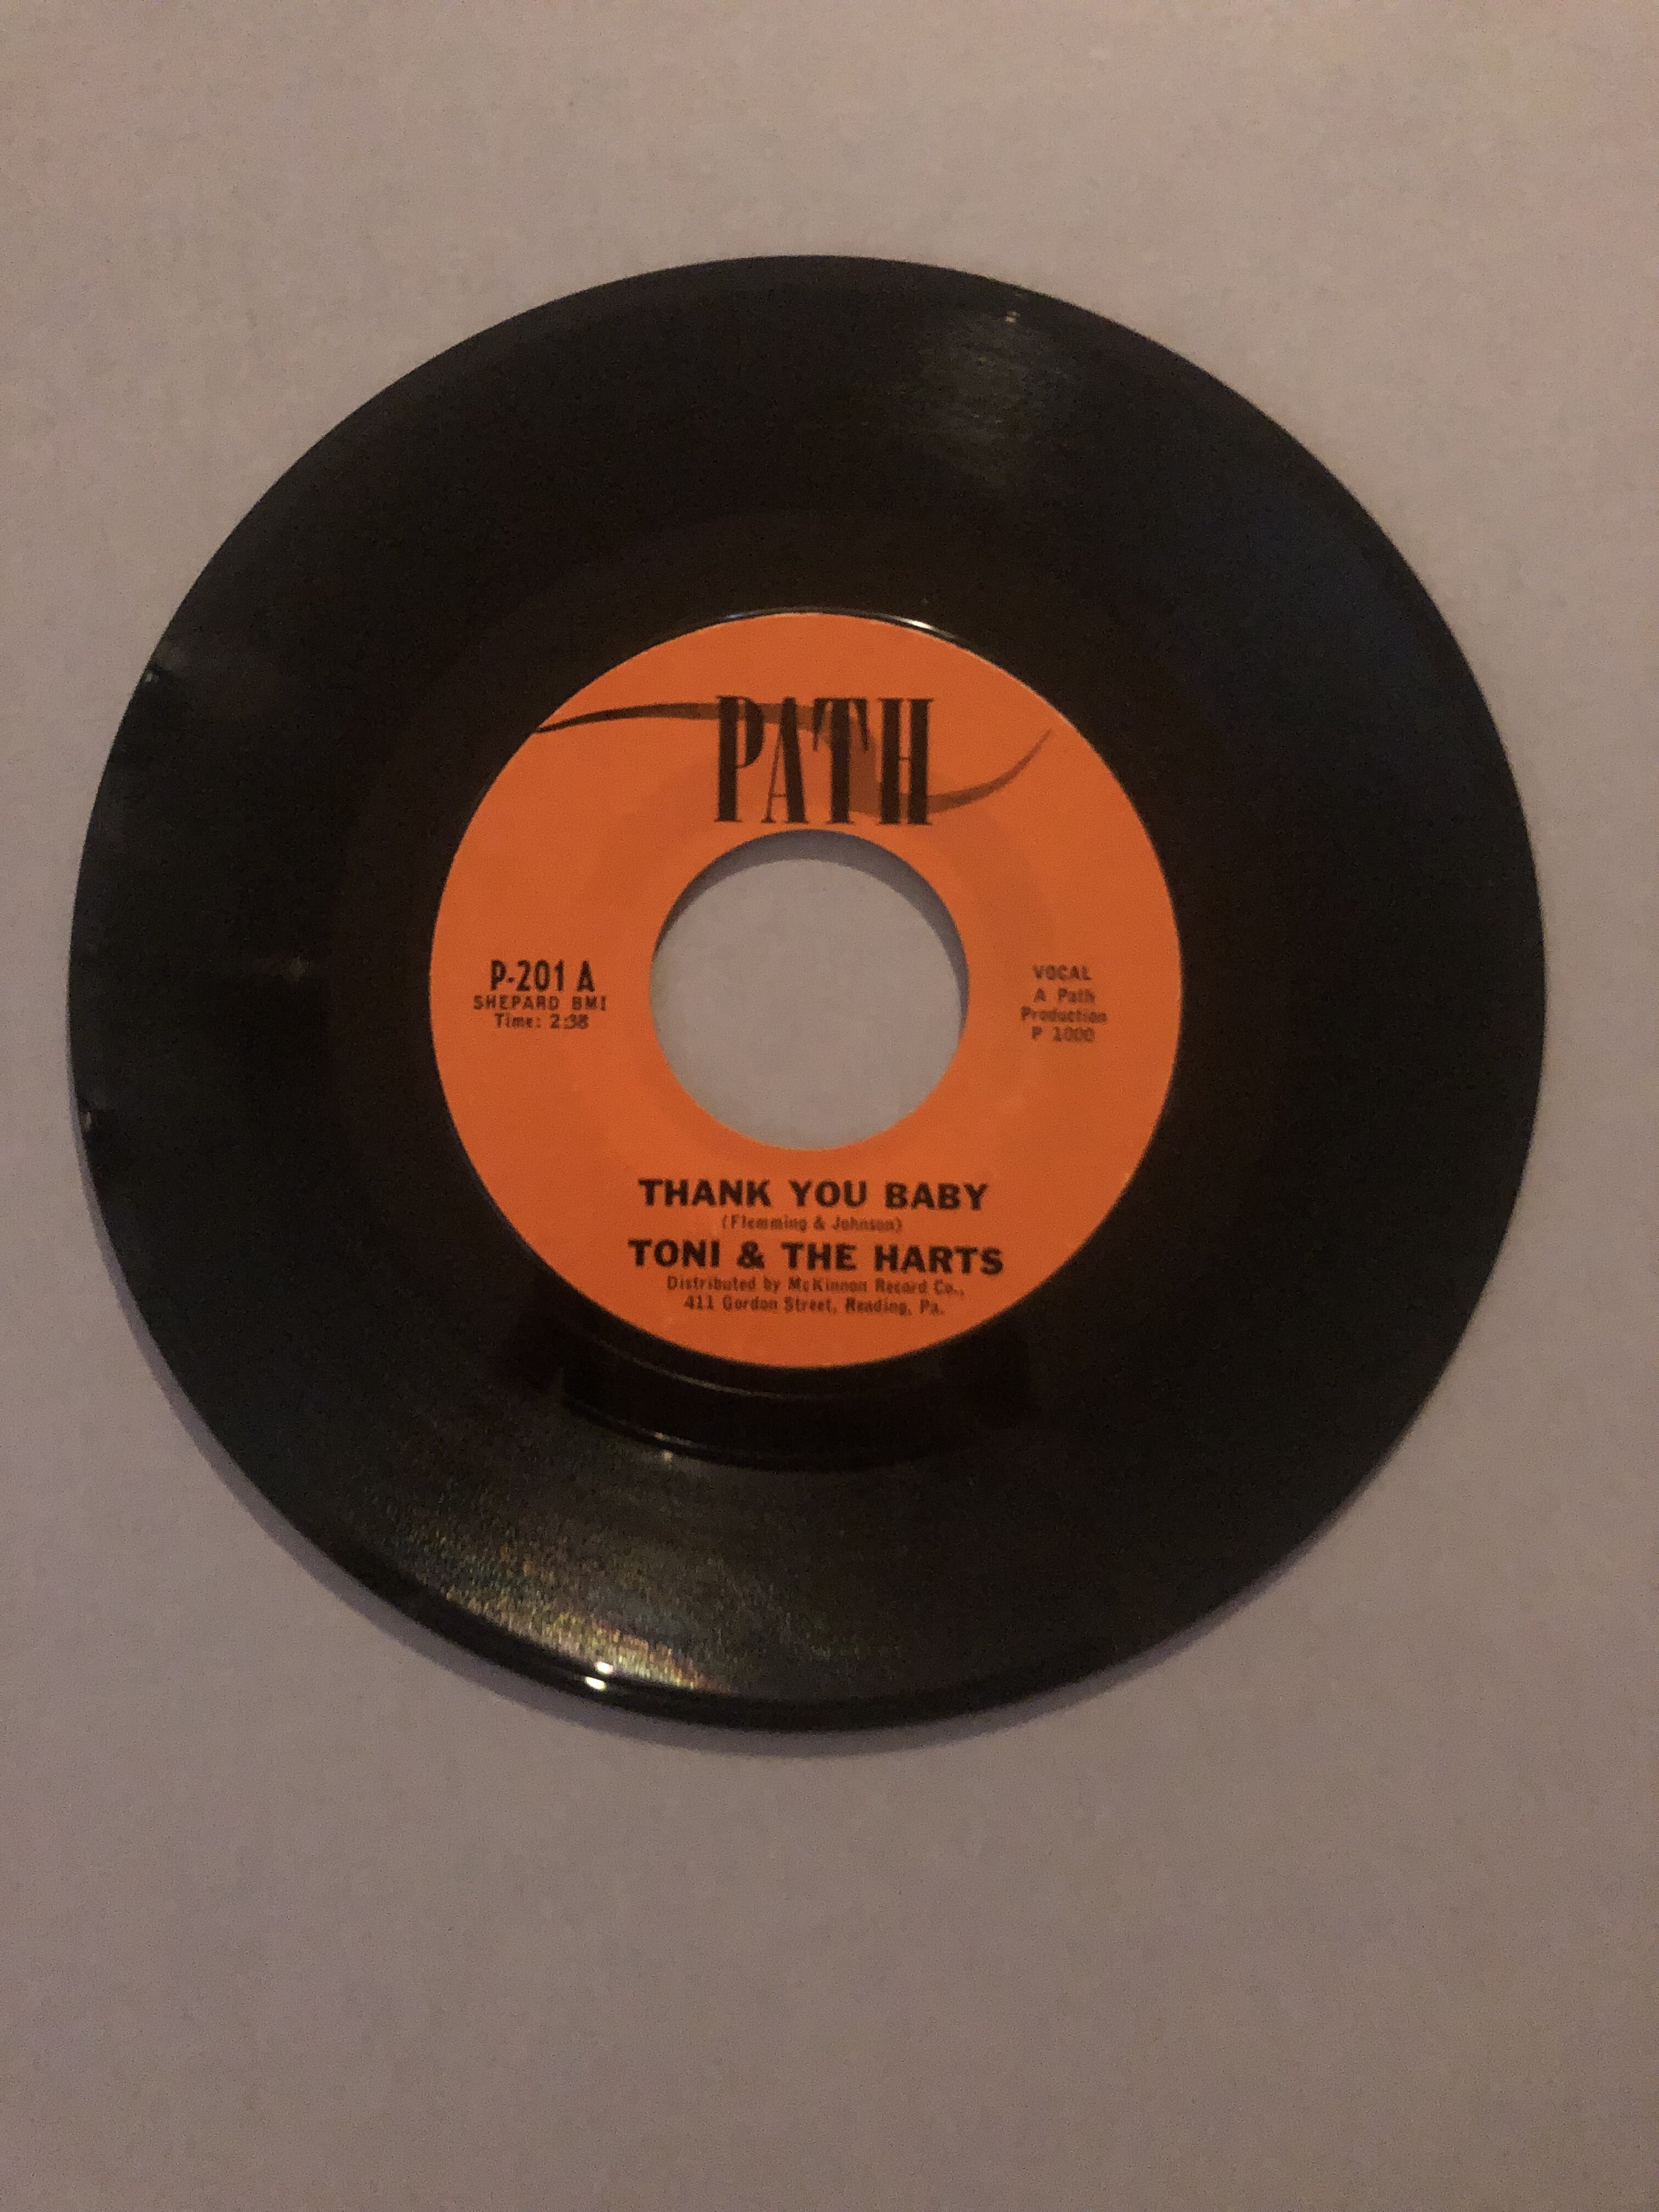 PATH
P-201 A
SHEPARD BMI
Time: 2:38
VOCAL
A Path
Production
P 1000
THANK YOU BABY
(Flemming & Johnson)
TONI & THE HARTS
Distributed by McKinnon Record Co.,
411 Gordon Street, Reading, Pa.